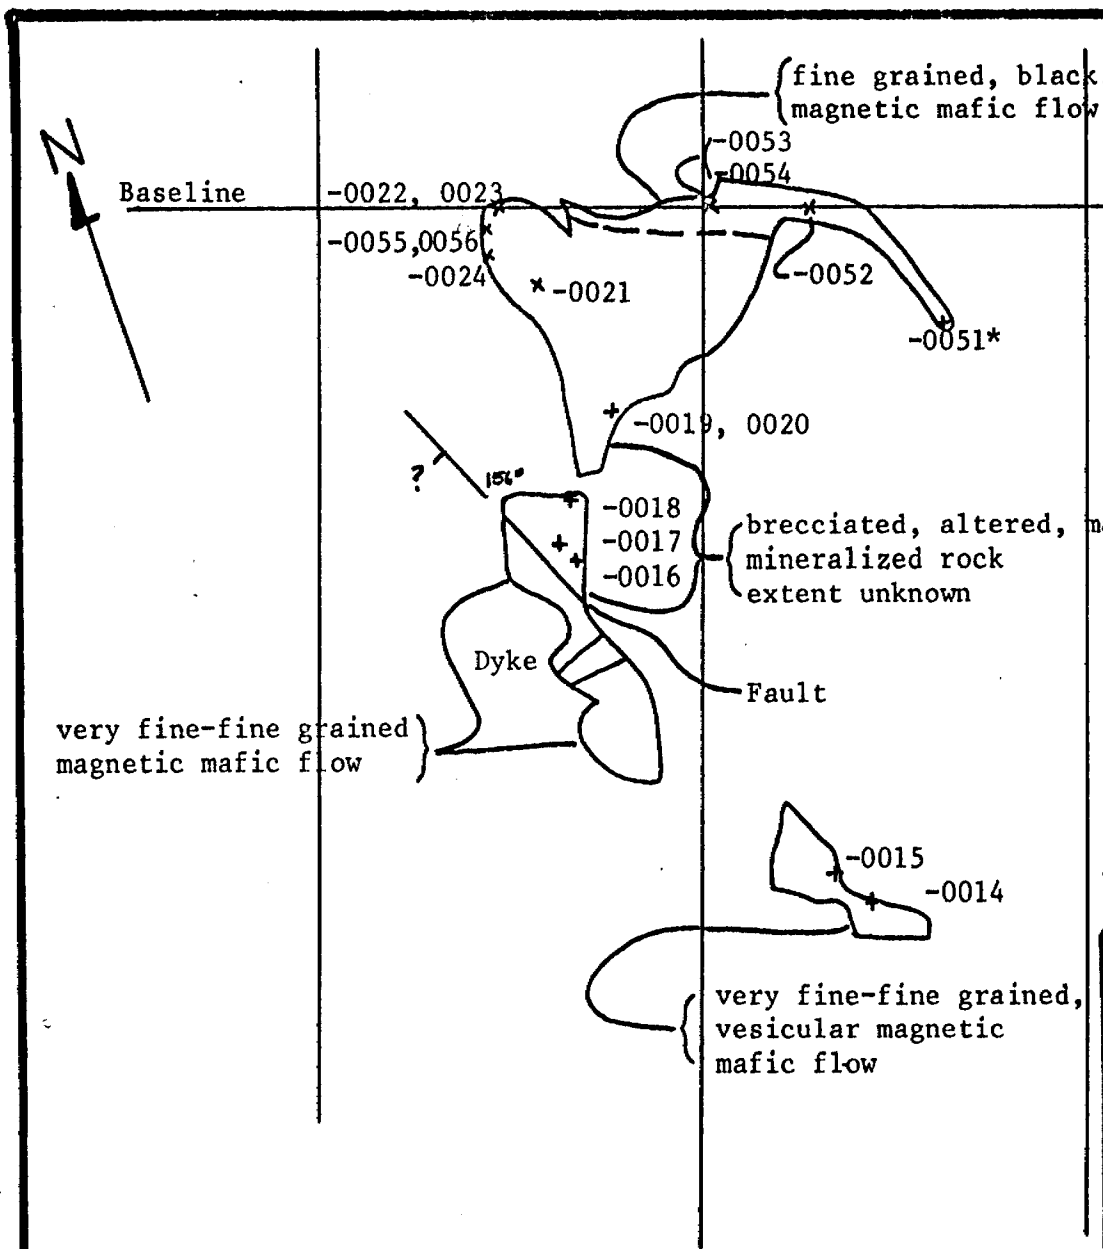 fine grained, black
magnetic mafic flow
N
-0053
-0054
Baseline
-0022, 0023
-0055,0056
-0024
-0021
-0052
-0051*
-0019, 0020
?
156°
-0018
-0017
-0016
brecciated, altered,
mineralized rock
extent unknown
Dyke
Fault
very fine-fine grained
magnetic mafic flow
-0015
-0014
very fine-fine grained,
vesicular magnetic
mafic flow